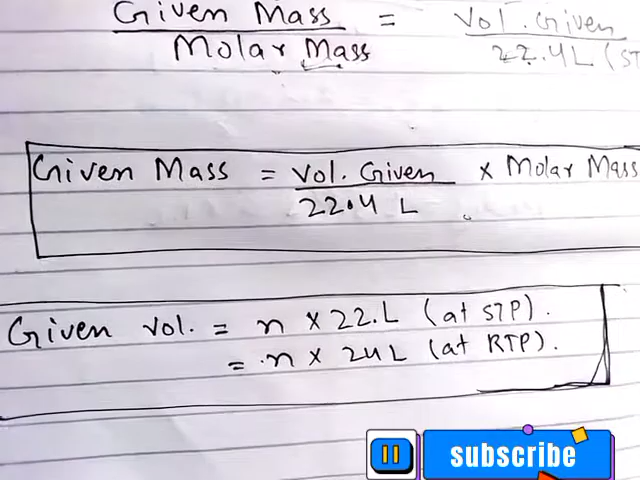 Given Mass = Vol. Given
Molar Mass 22.4L (ST
Given Mass = Vol. Given × Molar Mass
22.4 L
Given Vol. = n × 22.L (at STP).
= n × 24L (at RTP).
subscribe